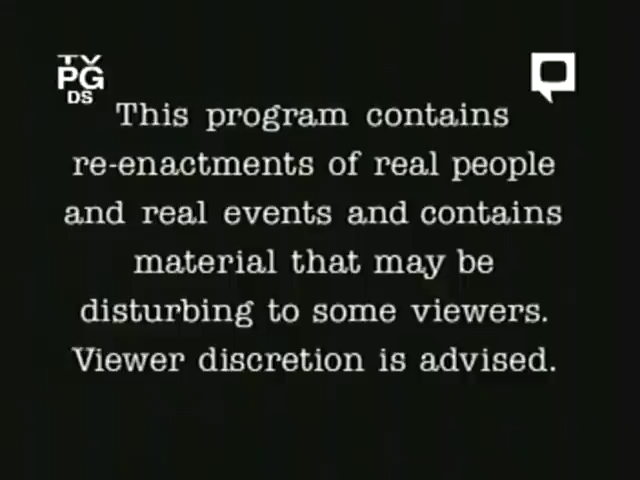 TV
PG
DS
This program contains
re-enactments of real people
and real events and contains
material that may be
disturbing to some viewers.
Viewer discretion is advised.